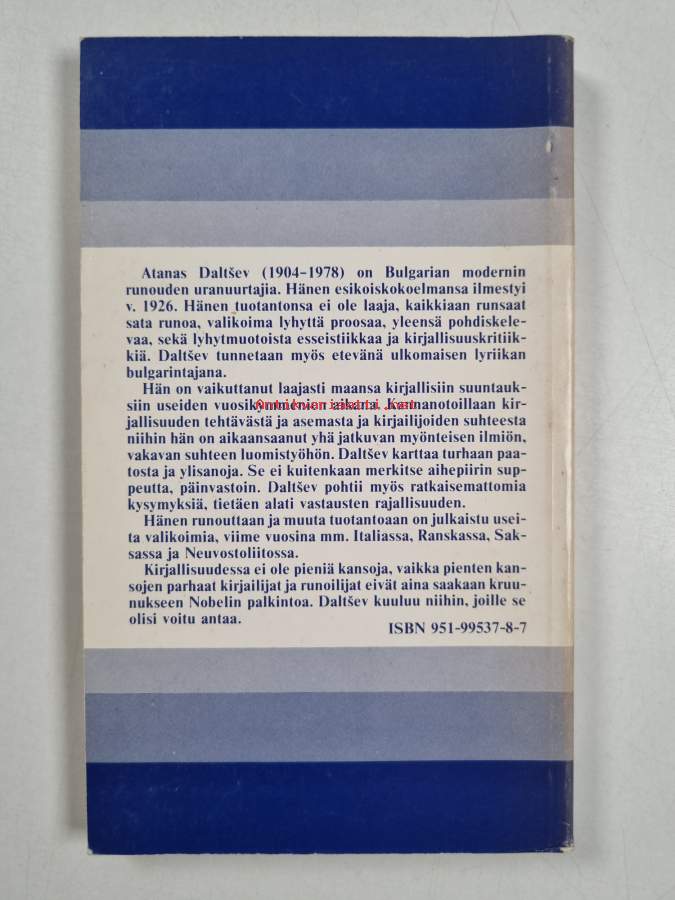 Atanas Daltšev (1904–1978) on Bulgarian modernin
runouden uranuurtajia. Hänen esikoiskokoelmansa ilmestyi
v. 1926. Hänen tuotantonsa ei ole laaja, kaikkiaan runsaat
sata runoa, valikoima lyhyttä proosaa, yleensä pohdiskele-
vaa, sekä lyhytmuotoista esseistiikkaa ja kirjallisuuskritiik-
kiä. Daltšev tunnetaan myös etevänä ulkomaisen lyriikan
bulgarintajana.
Hän on vaikuttanut laajasti maansa kirjallisiin suuntauk-
siin useiden vuosikymmenien aikana. Kannanotoillaan kir-
Antikvariaatti.net
jallisuuden tehtävästä ja asemasta ja kirjailijoiden suhteesta
niihin hän on aikaansaanut yhä jatkuvan myönteisen ilmiön,
vakavan suhteen luomistyöhön. Daltšev karttaa turhaan paa-
tosta ja ylisanoja. Se ei kuitenkaan merkitse aihepiirin sup-
peutta, päinvastoin. Daltšev pohtii myös ratkaisemattomia
kysymyksiä, tietäen alati vastausten rajallisuuden.
Hänen runouttaan ja muuta tuotantoaan on julkaistu usei-
ta valikoimia, viime vuosina mm. Italiassa, Ranskassa, Sak-
sassa ja Neuvostoliitossa.
Kirjallisuudessa ei ole pieniä kansoja, vaikka pienten kan-
sojen parhaat kirjailijat ja runoilijat eivät aina saakaan kruu-
nukseen Nobelin palkintoa. Daltšev kuuluu niihin, joille se
olisi voitu antaa.
ISBN 951-99537-8-7